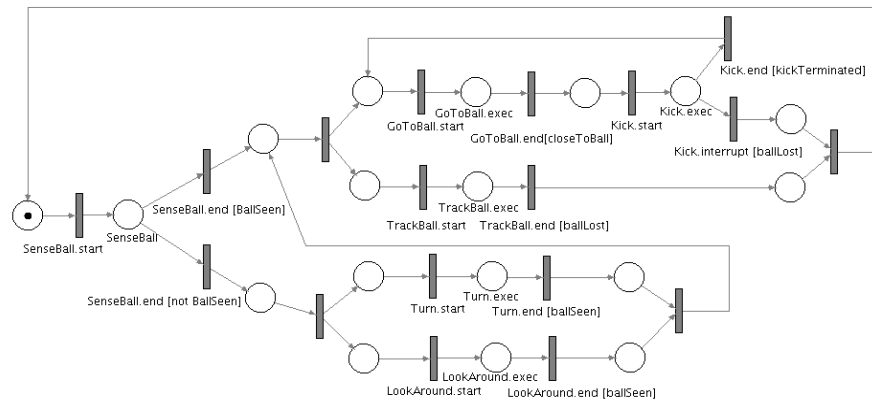 Kick.end [kickTerminated]
GoToBall.exec
GoToBall.start
GoToBall.end[closeToBall]
Kick.start
Kick.exec
Kick.interrupt [ballLost]
SenseBall.end [BallSeen]
TrackBall.exec
TrackBall.start
TrackBall.end [ballLost]
SenseBall.start
SenseBall
SenseBall.end [not BallSeen]
Turn.exec
Turn.start
Turn.end [ballSeen]
LookAround.exec
LookAround.start
LookAround.end [ballSeen]